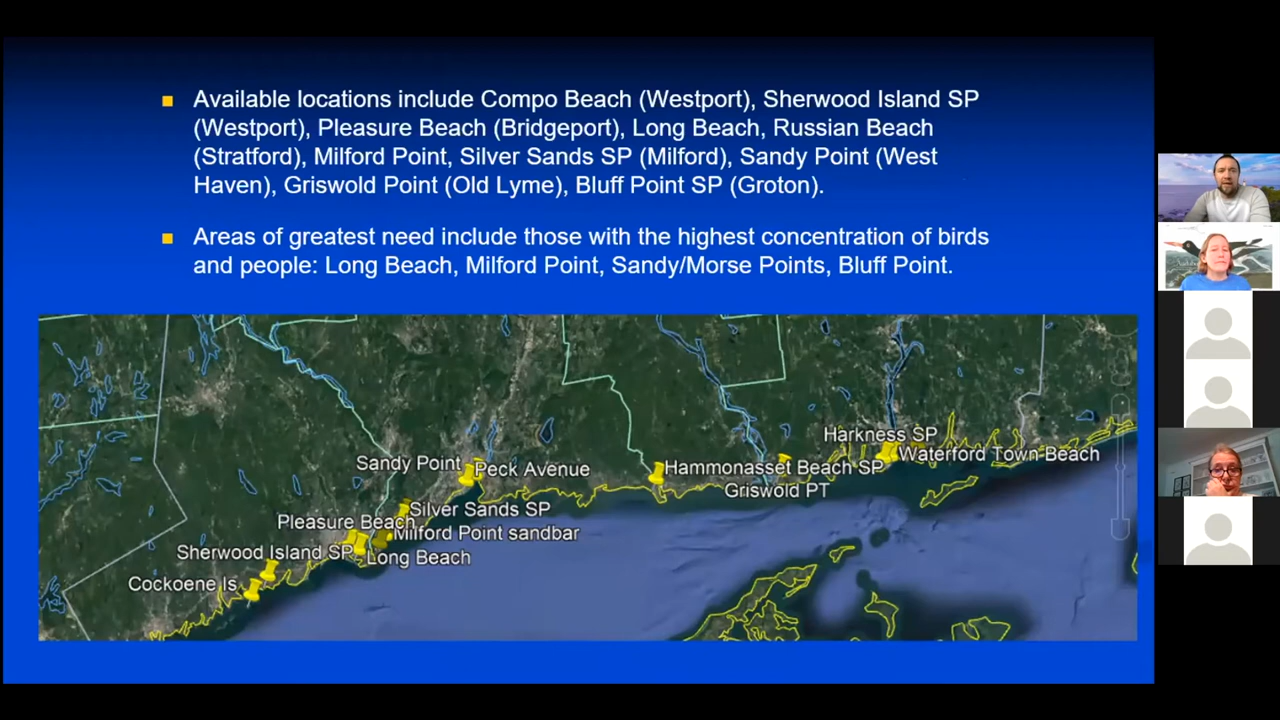 Available locations include Compo Beach (Westport), Sherwood Island SP
(Westport), Pleasure Beach (Bridgeport), Long Beach, Russian Beach
(Stratford), Milford Point, Silver Sands SP (Milford), Sandy Point (West
Haven), Griswold Point (Old Lyme), Bluff Point SP (Groton).
Areas of greatest need include those with the highest concentration of birds
and people: Long Beach, Milford Point, Sandy/Morse Points, Bluff Point.
Harkness SP
Waterford Town Beach
Sandy Point
Peck Avenue
Hammonasset Beach SP
Griswold PT
Silver Sands SP
Pleasure Beach
Milford Point sandbar
Sherwood Island SP
Long Beach
Cockoene Is